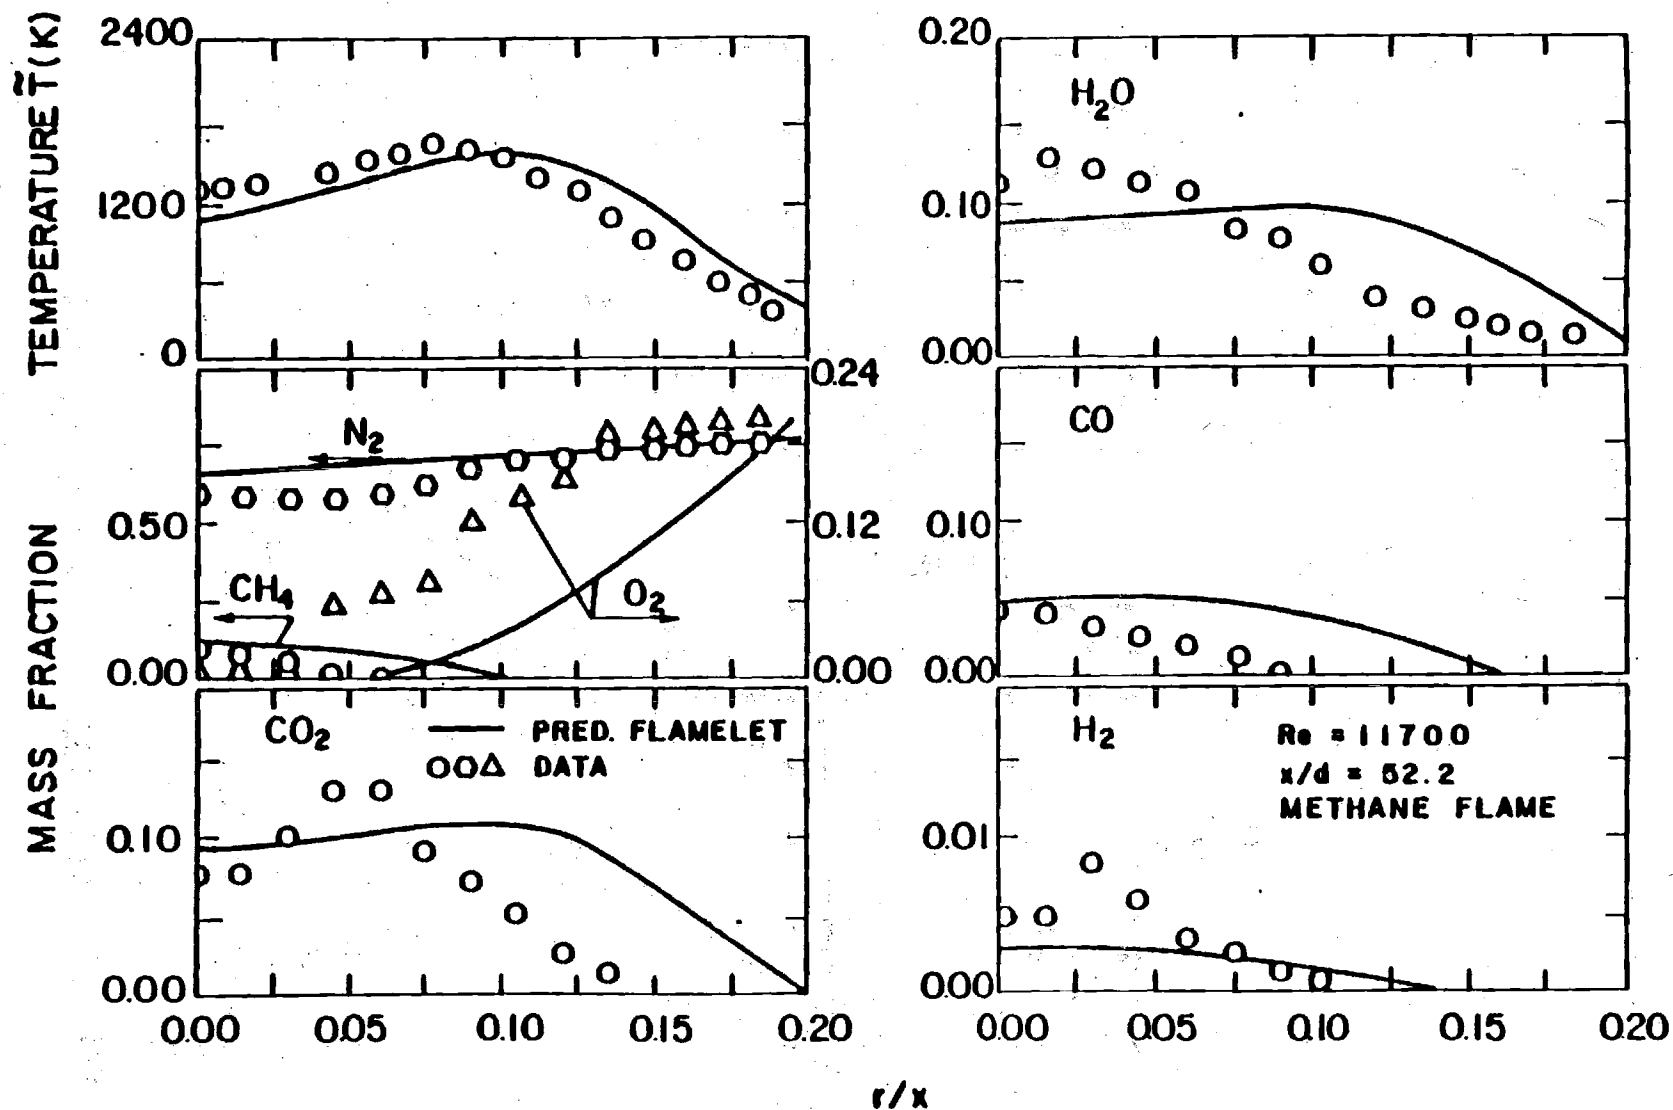 TEMPERATURE T̃(K)
2400
1200
0
0.20
0.10
0.00
H₂O
MASS FRACTION
0.50
0.00
0.24
0.12
0.00
N₂
CH₄
O₂
0.10
0.00
CO
0.10
0.00
CO₂
PRED. FLAMELET
DATA
0.01
0.00
H₂
Re = 11700
x/d = 52.2
METHANE FLAME
0.00 0.05 0.10 0.15 0.20
0.00 0.05 0.10 0.15 0.20
r/x